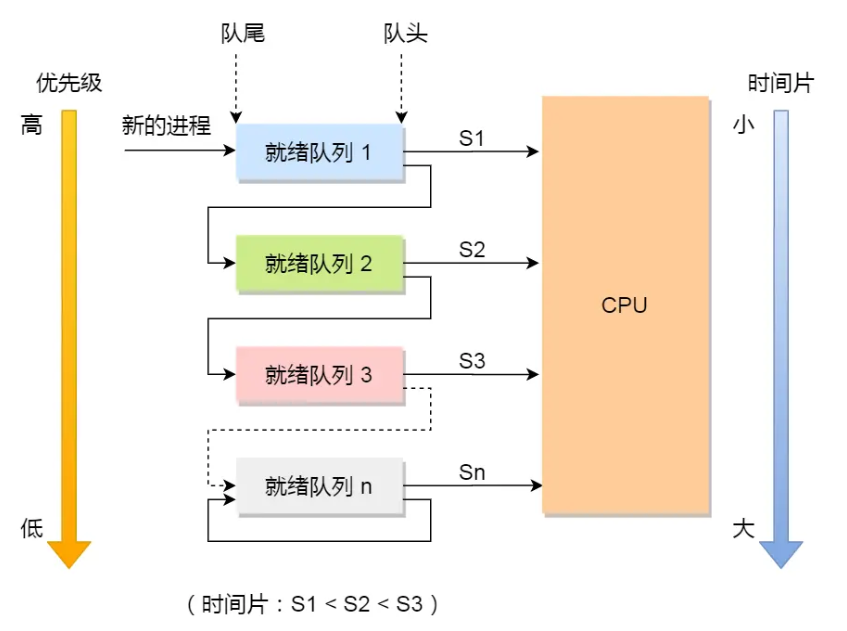 队尾
队头
优先级
时间片
高
新的进程
小
就绪队列 1
S1
就绪队列 2
S2
CPU
就绪队列 3
S3
就绪队列 n
Sn
低
大
（时间片：S1 < S2 < S3 ）